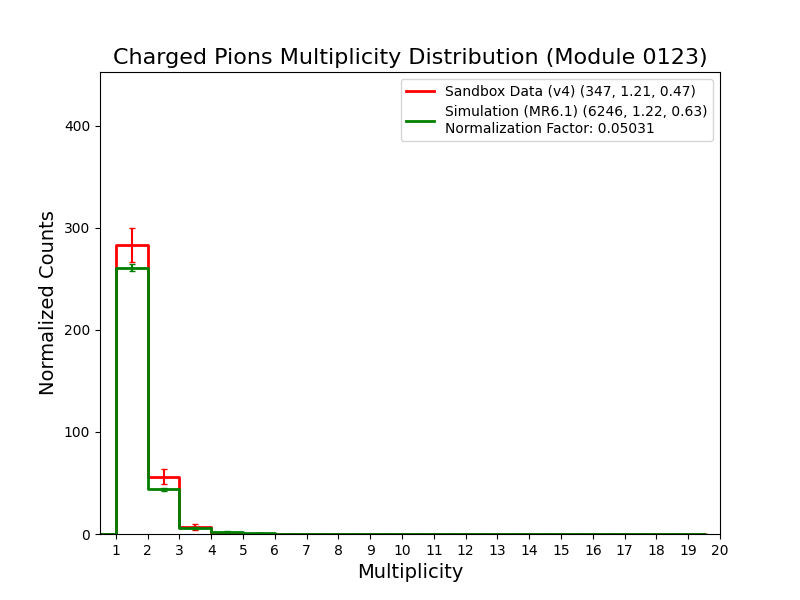 Charged Pions Multiplicity Distribution (Module 0123)
Sandbox Data (v4) (347, 1.21, 0.47)
Simulation (MR6.1) (6246, 1.22, 0.63)
Normalization Factor: 0.05031
Normalized Counts
400
300
200
100
0
1 2 3 4 5 6 7 8 9 10 11 12 13 14 15 16 17 18 19 20
Multiplicity